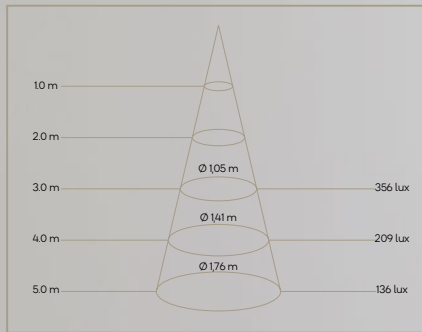 1.0 m
2.0 m
Ø 1,05 m
3.0 m 356 lux
Ø 1,41 m
4.0 m 209 lux
Ø 1,76 m
5.0 m 136 lux